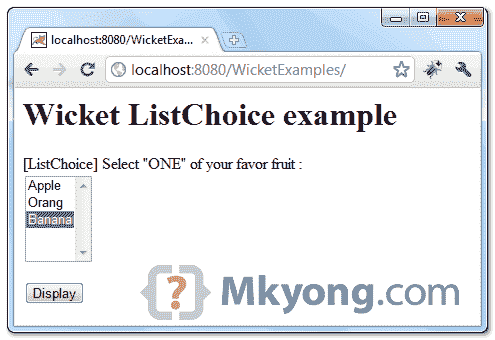 localhost:8080/WicketExa...
localhost:8080/WicketExamples/
Wicket ListChoice example
[ListChoice] Select "ONE" of your favor fruit :
Apple
Orang
Banana
Display
{?} Mkyong.com